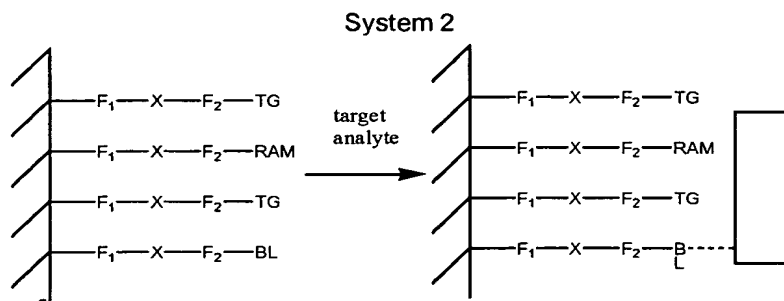 System 2
F₁—X—F₂—TG
F₁—X—F₂—RAM
F₁—X—F₂—TG
F₁—X—F₂—BL
target
analyte
F₁—X—F₂—TG
F₁—X—F₂—RAM
F₁—X—F₂—TG
F₁—X—F₂—B
L